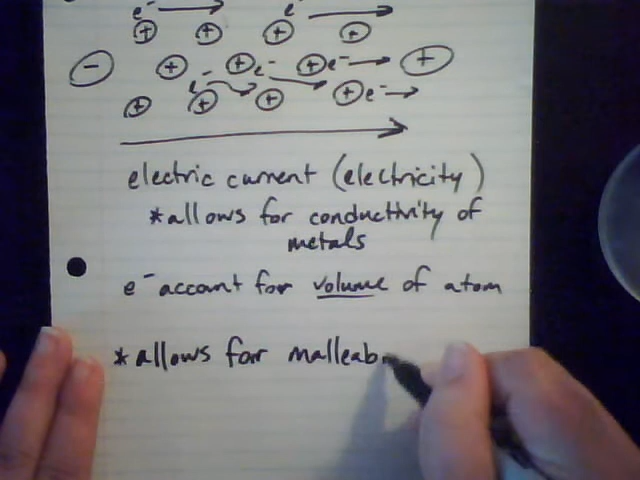 e⁻ e⁻
+ + + +
− + + e⁻ + e⁻ +
e⁻
+ + + + e⁻
electric current (electricity)
*allows for conductivity of
metals
e⁻ account for volume of atom
*allows for malleab